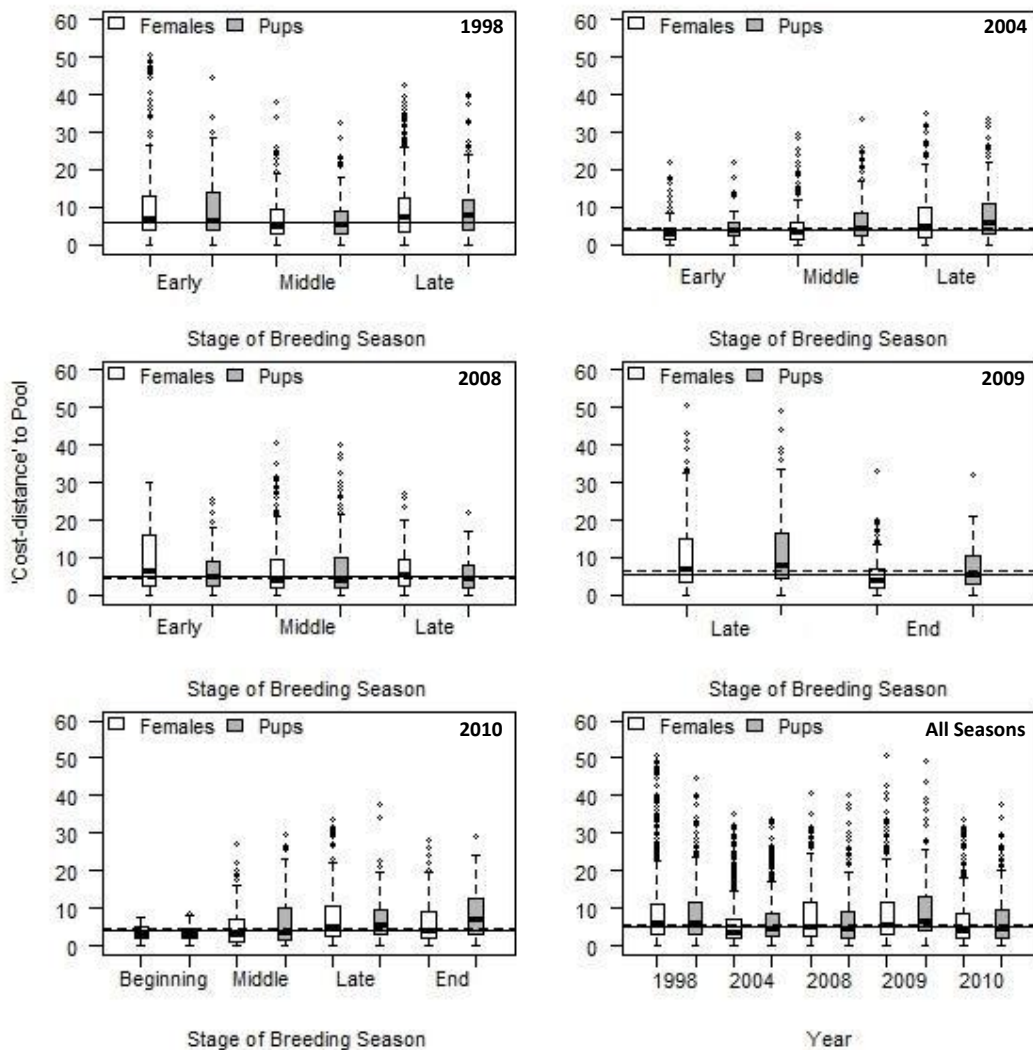 'Cost-distance' to Pool
Females Pups 1998
60
50
40
30
20
10
0
Early Middle Late
Stage of Breeding Season
Females Pups 2004
60
50
40
30
20
10
0
Early Middle Late
Stage of Breeding Season
Females Pups 2008
60
50
40
30
20
10
0
Early Middle Late
Stage of Breeding Season
Females Pups 2009
60
50
40
30
20
10
0
Late End
Stage of Breeding Season
Females Pups 2010
60
50
40
30
20
10
0
Beginning Middle Late End
Stage of Breeding Season
Females Pups All Seasons
60
50
40
30
20
10
0
1998 2004 2008 2009 2010
Year